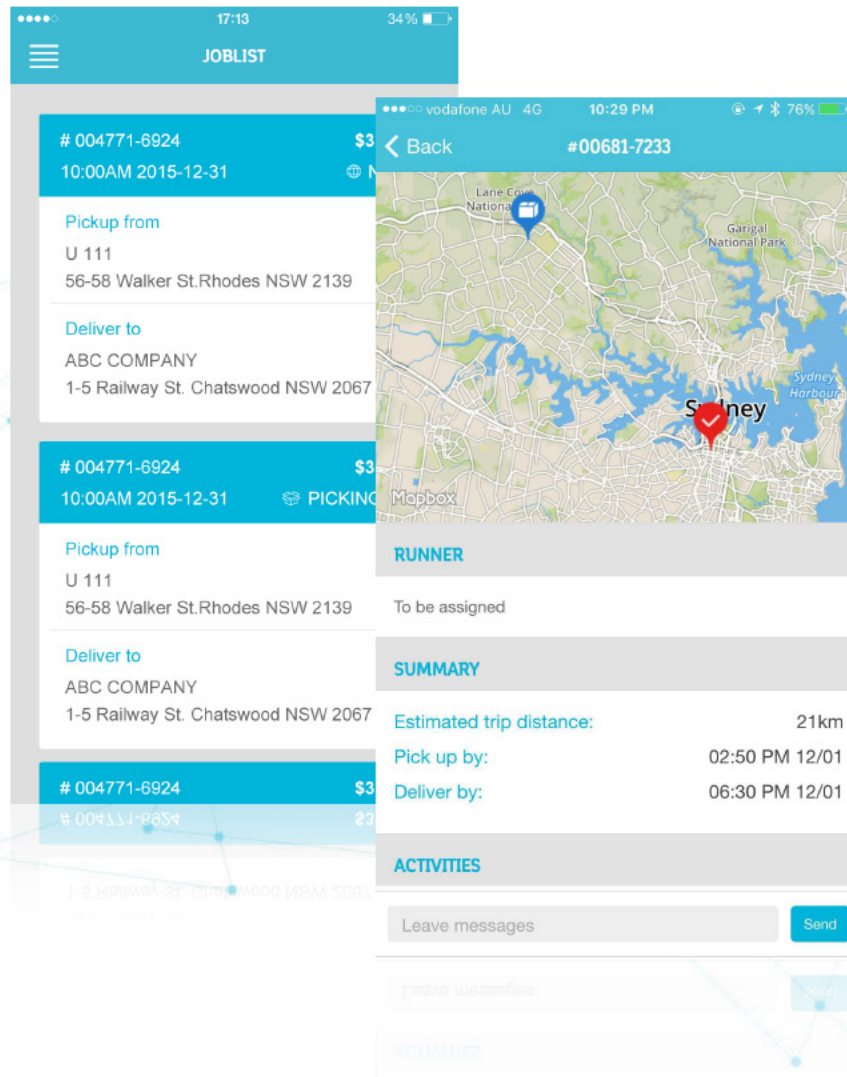 17:13
34%
JOBLIST
# 004771-6924
$3
10:00AM 2015-12-31
Pickup from
U 111
56-58 Walker St.Rhodes NSW 2139
Deliver to
ABC COMPANY
1-5 Railway St. Chatswood NSW 2067
# 004771-6924
$3
10:00AM 2015-12-31
PICKING
Pickup from
U 111
56-58 Walker St.Rhodes NSW 2139
Deliver to
ABC COMPANY
1-5 Railway St. Chatswood NSW 2067
# 004771-6924
$3
vodafone AU 4G
10:29 PM
76%
Back
#00681-7233
Lane Cove
National
Garigal
National Park
Sydney
Harbour
Sydney
Mapbox
RUNNER
To be assigned
SUMMARY
Estimated trip distance: 21km
Pick up by: 02:50 PM 12/01
Deliver by: 06:30 PM 12/01
ACTIVITIES
Leave messages
Send